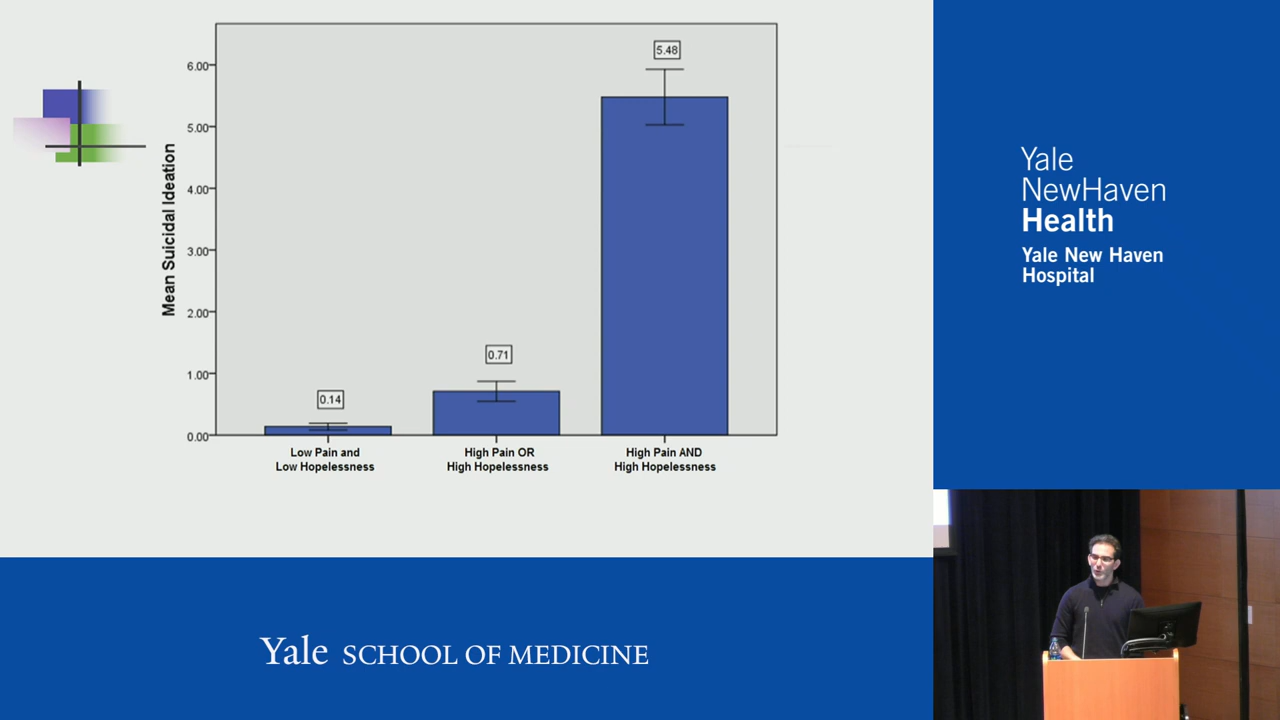 Mean Suicidal Ideation
6.00
5.00
4.00
3.00
2.00
1.00
0.00
0.14
0.71
5.48
Low Pain and
Low Hopelessness
High Pain OR
High Hopelessness
High Pain AND
High Hopelessness
Yale
NewHaven
Health
Yale New Haven
Hospital
Yale SCHOOL OF MEDICINE